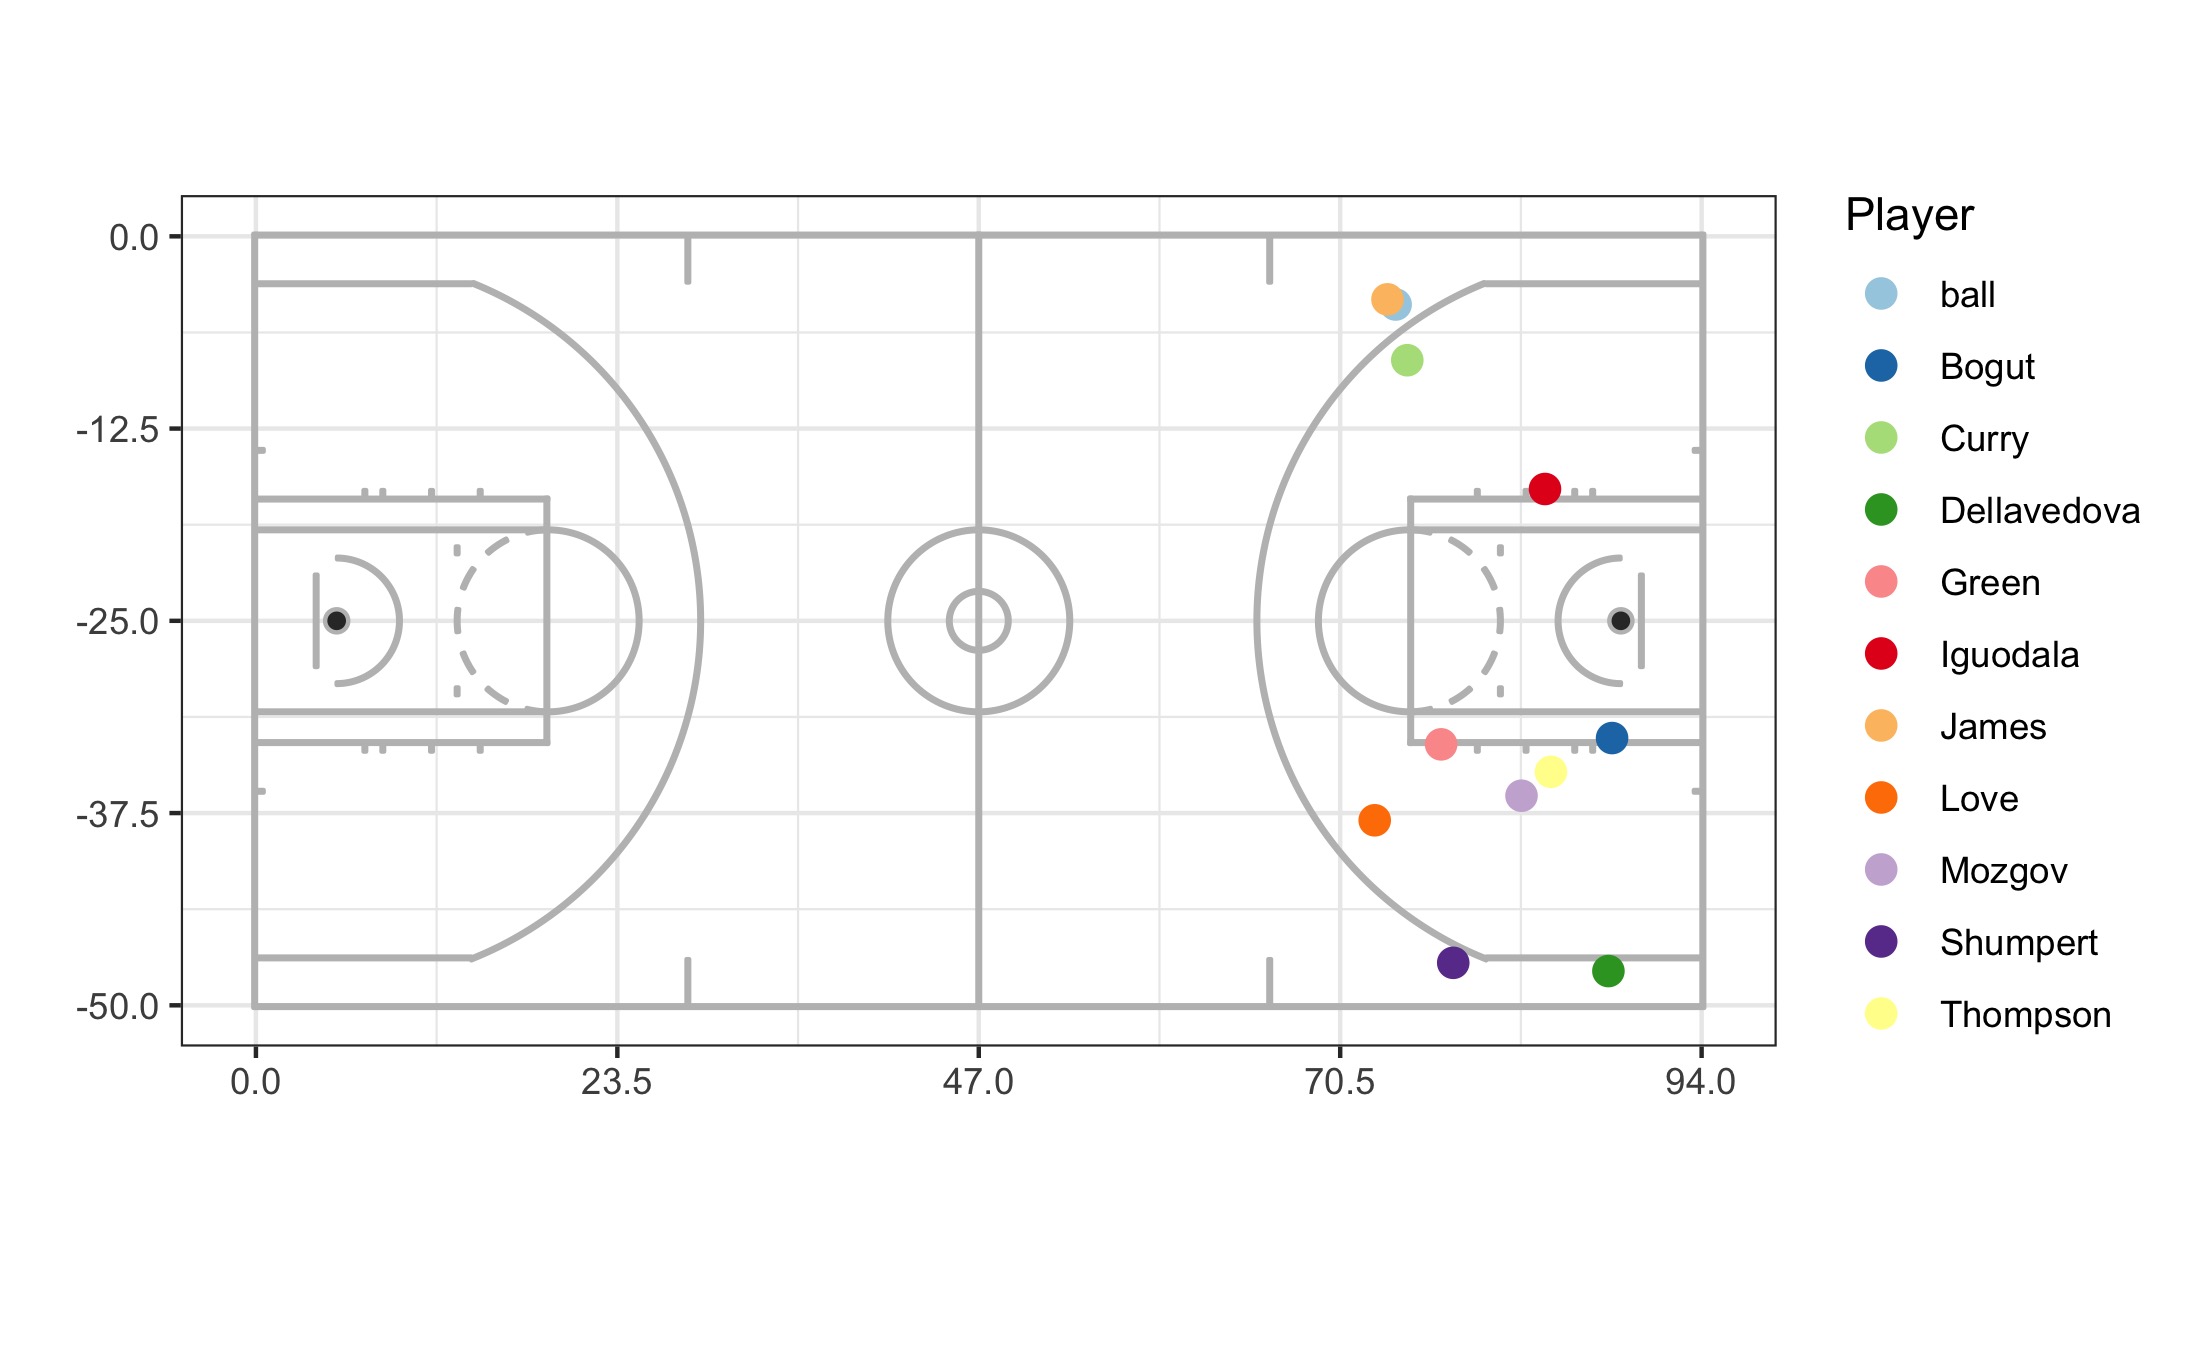 Player
ball
Bogut
Curry
Dellavedova
Green
Iguodala
James
Love
Mozgov
Shumpert
Thompson
0.0
-12.5
-25.0
-37.5
-50.0
0.0 23.5 47.0 70.5 94.0